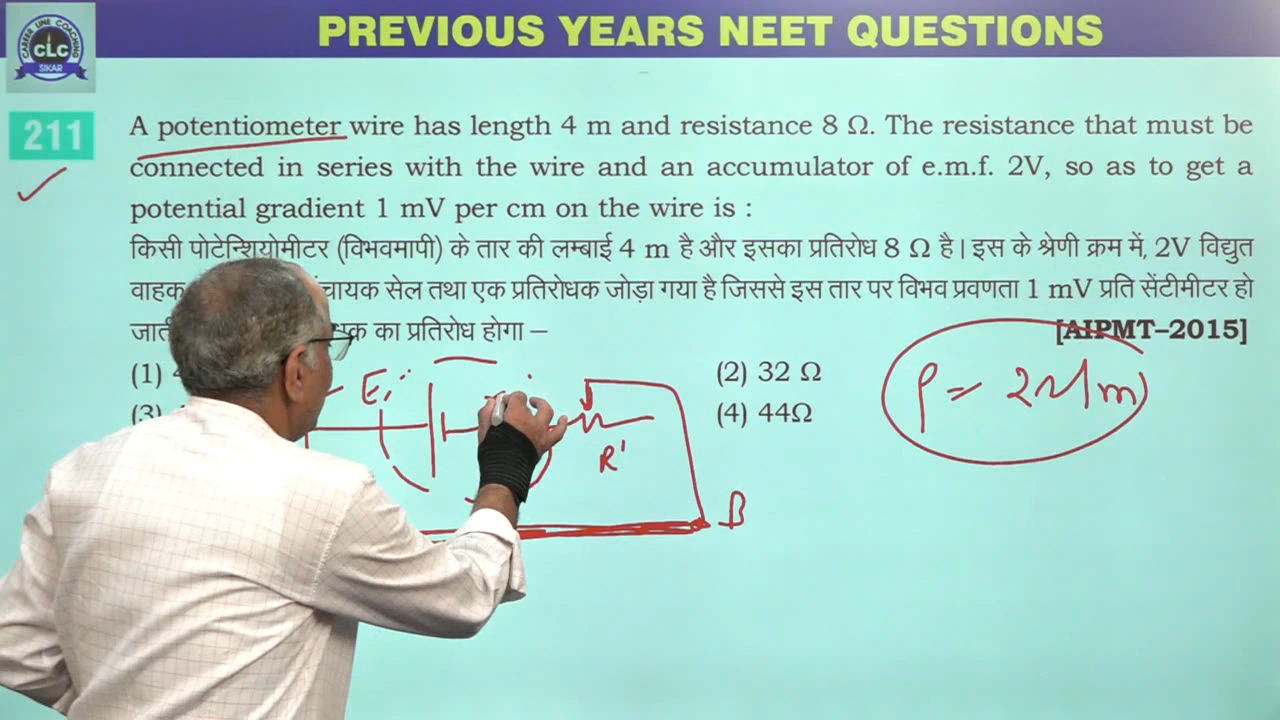 PREVIOUS YEARS NEET QUESTIONS
CAREER LINE COACHING
CLC
SIKAR
211
A potentiometer wire has length 4 m and resistance 8 Ω. The resistance that must be
connected in series with the wire and an accumulator of e.m.f. 2V, so as to get a
potential gradient 1 mV per cm on the wire is :
किसी पोटेन्शियोमीटर (विभवमापी) के तार की लम्बाई 4 m है और इसका प्रतिरोध 8 Ω है। इस के श्रेणी क्रम में, 2V विद्युत
तथा एक प्रतिरोधक जोड़ा गया है जिससे इस तार पर विभव प्रवणता 1 mV प्रति सेंटीमीटर हो
का प्रतिरोध होगा –
[AIPMT–2015]
(1)
(2) 32 Ω
(3)
(4) 44Ω
R'
B